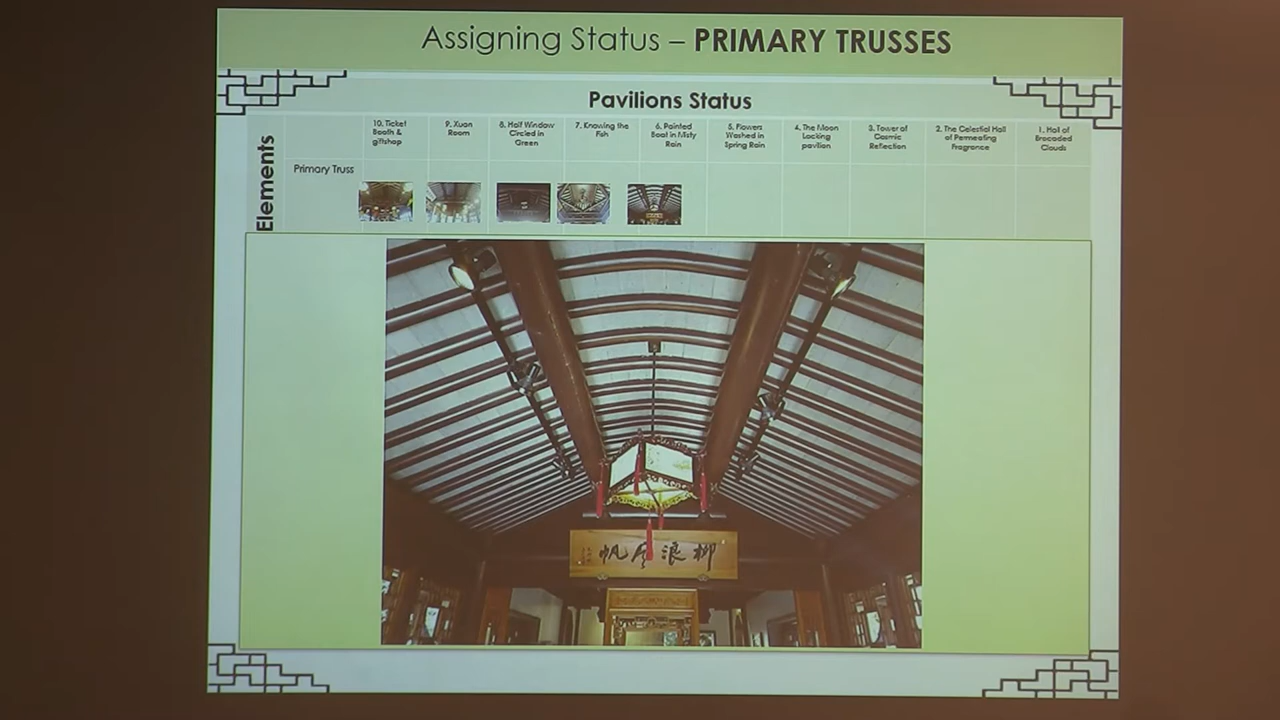 Assigning Status – PRIMARY TRUSSES
Pavilions Status
Elements
10. Ticket
Booth &
giftshop
9. Xuan
Room
8. Half Window
Circled in
Green
7. Knowing the
Fish
6. Painted
Boat in Misty
Rain
5. Flowers
Washed in
Spring Rain
4. The Moon
Locking
pavilion
3. Tower of
Cosmic
Reflection
2. The Celestial Hall
of Permeating
Fragrance
1. Hall of
Brocaded
Clouds
Primary Truss
帆風浪柳